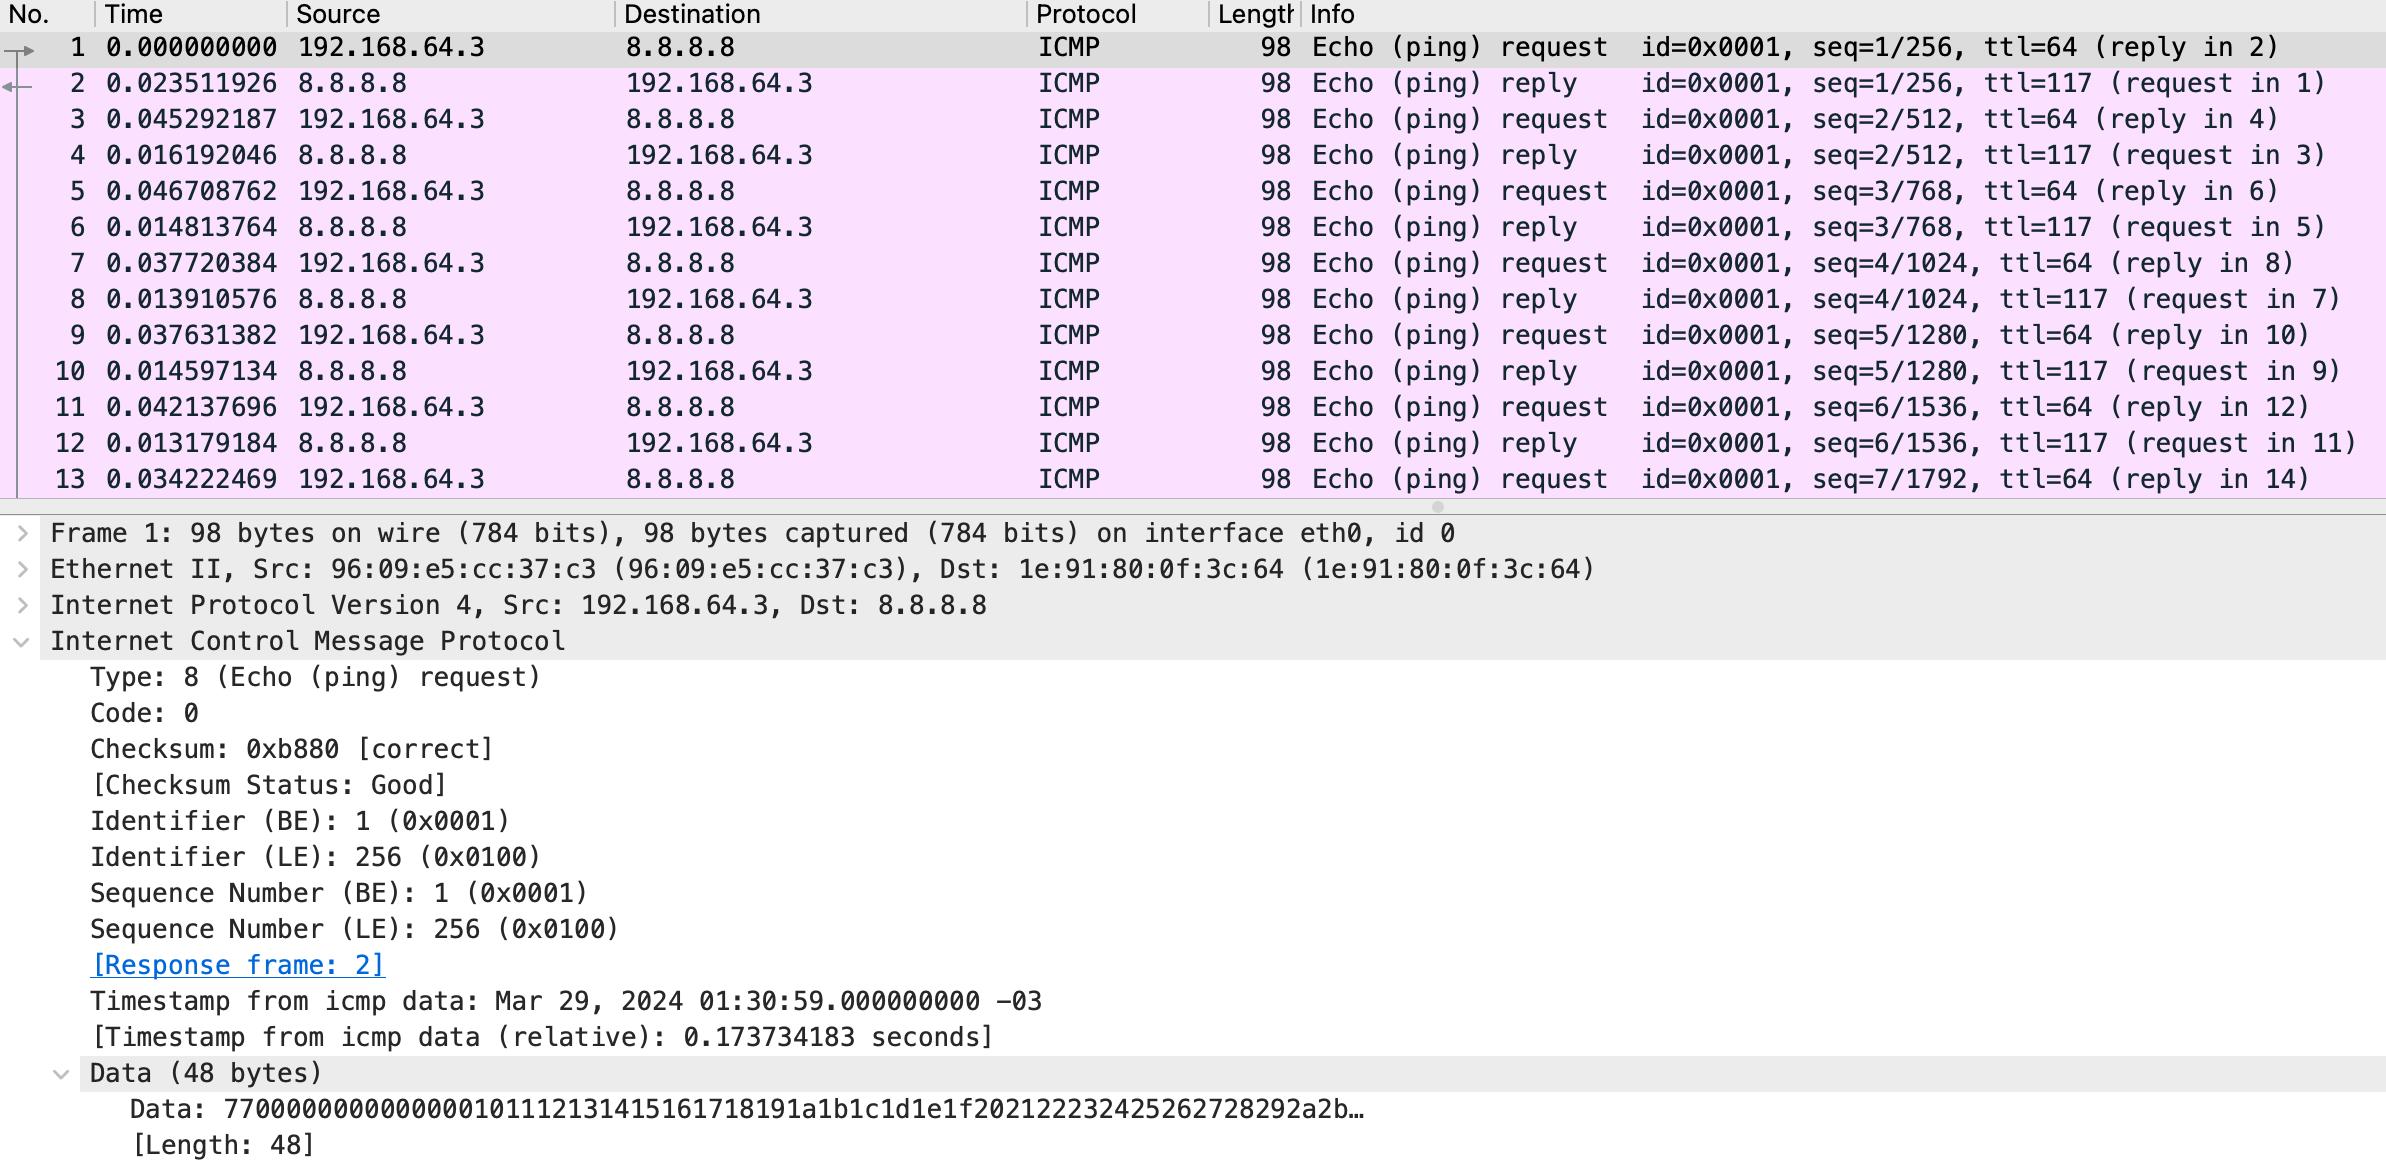 No. Time Source Destination Protocol Length Info
1 0.000000000 192.168.64.3 8.8.8.8 ICMP 98 Echo (ping) request id=0x0001, seq=1/256, ttl=64 (reply in 2)
2 0.023511926 8.8.8.8 192.168.64.3 ICMP 98 Echo (ping) reply id=0x0001, seq=1/256, ttl=117 (request in 1)
3 0.045292187 192.168.64.3 8.8.8.8 ICMP 98 Echo (ping) request id=0x0001, seq=2/512, ttl=64 (reply in 4)
4 0.016192046 8.8.8.8 192.168.64.3 ICMP 98 Echo (ping) reply id=0x0001, seq=2/512, ttl=117 (request in 3)
5 0.046708762 192.168.64.3 8.8.8.8 ICMP 98 Echo (ping) request id=0x0001, seq=3/768, ttl=64 (reply in 6)
6 0.014813764 8.8.8.8 192.168.64.3 ICMP 98 Echo (ping) reply id=0x0001, seq=3/768, ttl=117 (request in 5)
7 0.037720384 192.168.64.3 8.8.8.8 ICMP 98 Echo (ping) request id=0x0001, seq=4/1024, ttl=64 (reply in 8)
8 0.013910576 8.8.8.8 192.168.64.3 ICMP 98 Echo (ping) reply id=0x0001, seq=4/1024, ttl=117 (request in 7)
9 0.037631382 192.168.64.3 8.8.8.8 ICMP 98 Echo (ping) request id=0x0001, seq=5/1280, ttl=64 (reply in 10)
10 0.014597134 8.8.8.8 192.168.64.3 ICMP 98 Echo (ping) reply id=0x0001, seq=5/1280, ttl=117 (request in 9)
11 0.042137696 192.168.64.3 8.8.8.8 ICMP 98 Echo (ping) request id=0x0001, seq=6/1536, ttl=64 (reply in 12)
12 0.013179184 8.8.8.8 192.168.64.3 ICMP 98 Echo (ping) reply id=0x0001, seq=6/1536, ttl=117 (request in 11)
13 0.034222469 192.168.64.3 8.8.8.8 ICMP 98 Echo (ping) request id=0x0001, seq=7/1792, ttl=64 (reply in 14)
Frame 1: 98 bytes on wire (784 bits), 98 bytes captured (784 bits) on interface eth0, id 0
Ethernet II, Src: 96:09:e5:cc:37:c3 (96:09:e5:cc:37:c3), Dst: 1e:91:80:0f:3c:64 (1e:91:80:0f:3c:64)
Internet Protocol Version 4, Src: 192.168.64.3, Dst: 8.8.8.8
Internet Control Message Protocol
Type: 8 (Echo (ping) request)
Code: 0
Checksum: 0xb880 [correct]
[Checksum Status: Good]
Identifier (BE): 1 (0x0001)
Identifier (LE): 256 (0x0100)
Sequence Number (BE): 1 (0x0001)
Sequence Number (LE): 256 (0x0100)
[Response frame: 2]
Timestamp from icmp data: Mar 29, 2024 01:30:59.000000000 -03
[Timestamp from icmp data (relative): 0.173734183 seconds]
Data (48 bytes)
Data: 7700000000000000101112131415161718191a1b1c1d1e1f202122232425262728292a2b…
[Length: 48]